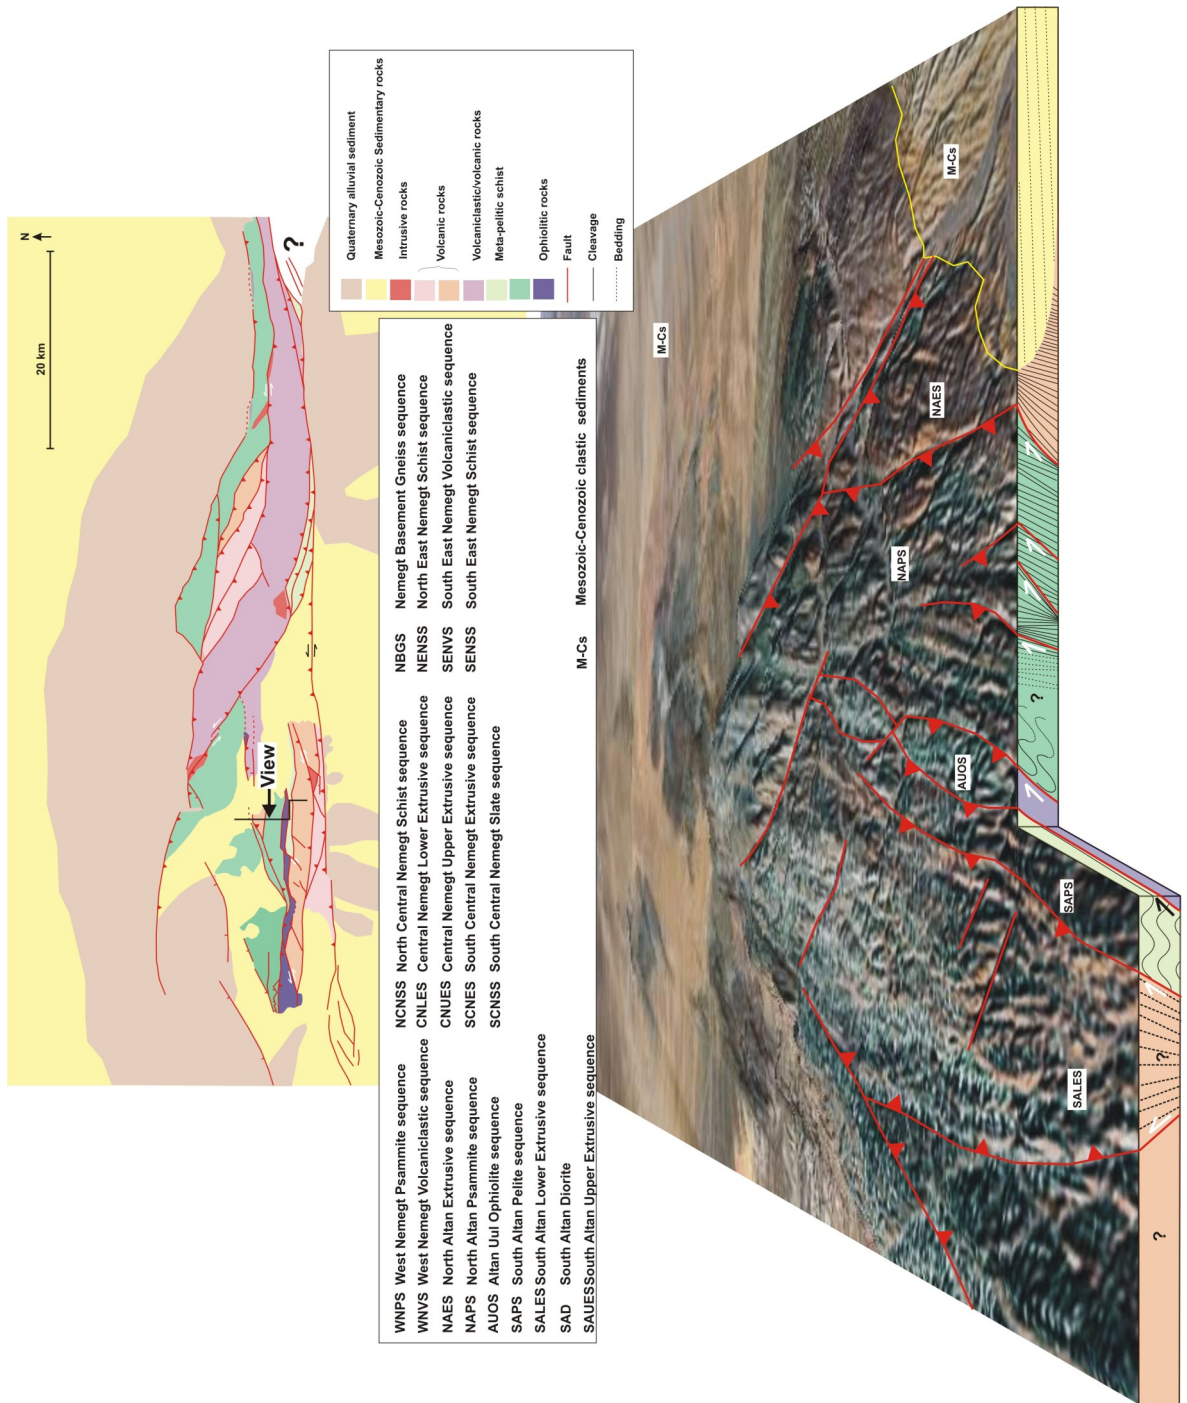 N
20 km
?
View
Quaternary alluvial sediment
Mesozoic-Cenozoic Sedimentary rocks
Intrusive rocks
Volcanic rocks
Volcaniclastic/volcanic rocks
Meta-pelitic schist
Ophiolitic rocks
Fault
Cleavage
Bedding
WNPS West Nemegt Psammite sequence
WNVS West Nemegt Volcaniclastic sequence
NAES North Altan Extrusive sequence
NAPS North Altan Psammite sequence
AUOS Altan Uul Ophiolite sequence
SAPS South Altan Pelite sequence
SALES South Altan Lower Extrusive sequence
SAD South Altan Diorite
SAUES South Altan Upper Extrusive sequence
NCNSS North Central Nemegt Schist sequence
CNLES Central Nemegt Lower Extrusive sequence
CNUES Central Nemegt Upper Extrusive sequence
SCNES South Central Nemegt Extrusive sequence
SCNSS South Central Nemegt Slate sequence
NBGS Nemegt Basement Gneiss sequence
NENSS North East Nemegt Schist sequence
SENVS South East Nemegt Volcaniclastic sequence
SENSS South East Nemegt Schist sequence
M-Cs Mesozoic-Cenozoic clastic sediments
M-Cs
M-Cs
NAES
NAPS
AUOS
SAPS
SALES
?
?
?